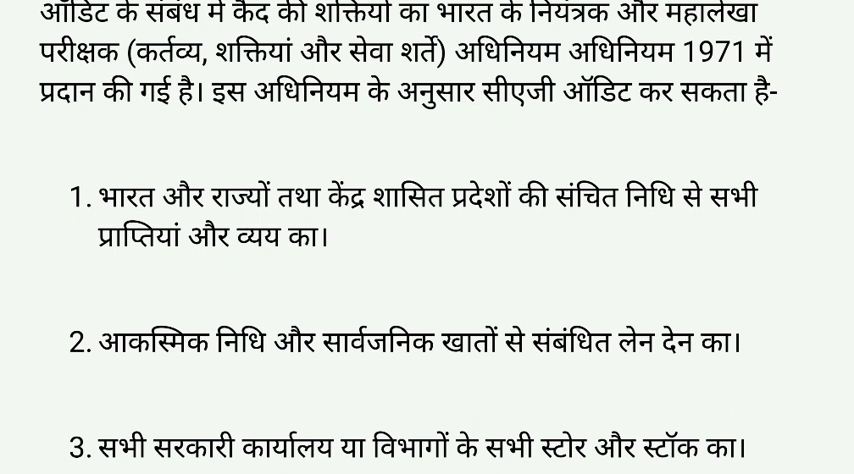 ऑडिट के संबंध में कैद की शक्तियों का भारत के नियंत्रक और महालेखा
परीक्षक (कर्तव्य, शक्तियां और सेवा शर्ते) अधिनियम अधिनियम 1971 में
प्रदान की गई है। इस अधिनियम के अनुसार सीएजी ऑडिट कर सकता है-
1. भारत और राज्यों तथा केंद्र शासित प्रदेशों की संचित निधि से सभी
प्राप्तियां और व्यय का।
2. आकस्मिक निधि और सार्वजनिक खातों से संबंधित लेन देन का।
3. सभी सरकारी कार्यालय या विभागों के सभी स्टोर और स्टॉक का।